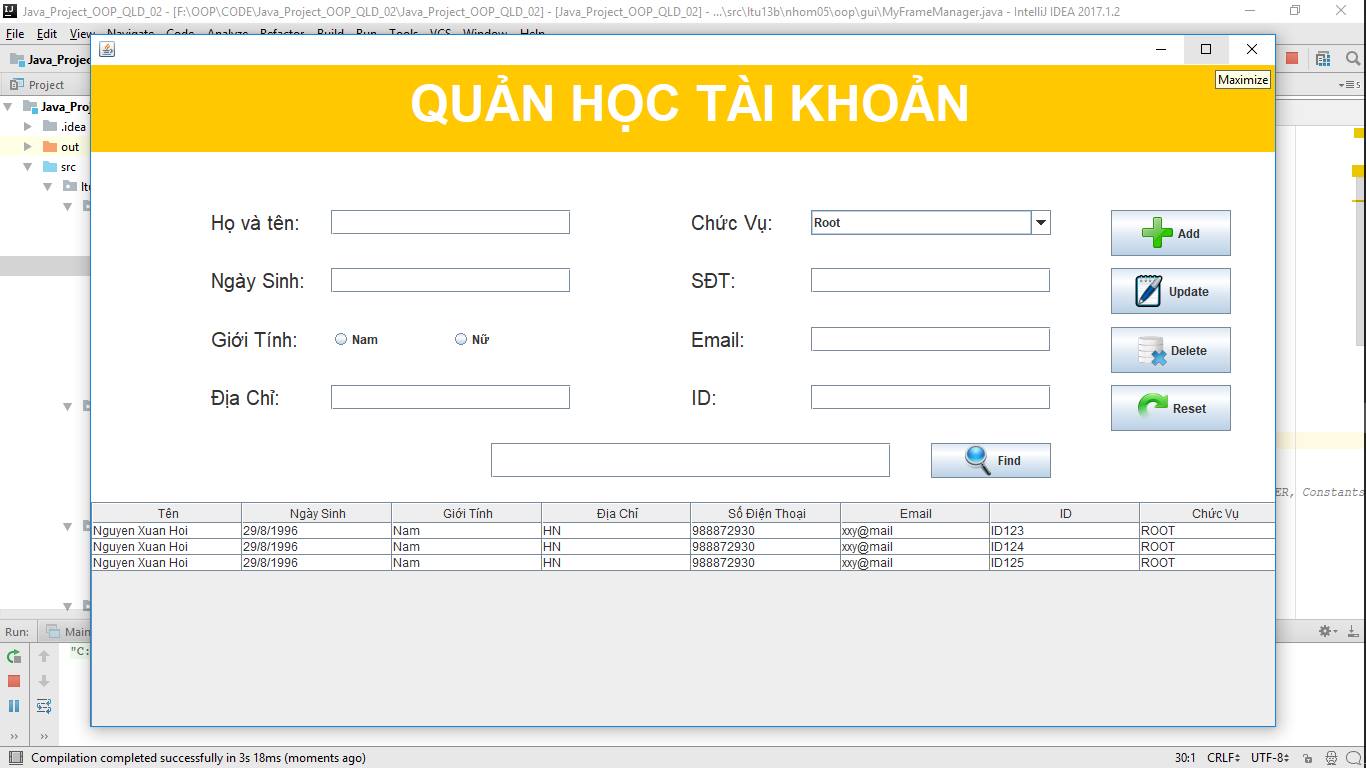 Java_Project_OOP_QLD_02 - [F:\OOP\CODE\Java_Project_OOP_QLD_02\Java_Project_OOP_QLD_02] - [Java_Project_OOP_QLD_02] - ...\src\ltu13b\nhom05\oop\gui\MyFrameManager.java - IntelliJ IDEA 2017.1.2
File Edit View Navigate Code Analyze Refactor Build Run Tools VCS Window Help
Java_Projec
Project
Maximize
QUẢN HỌC TÀI KHOẢN
Java_Proj
.idea
out
src
ltu
Họ và tên: Chức Vụ: Root Add
Ngày Sinh: SĐT: Update
Giới Tính: Nam Nữ Email: Delete
Địa Chỉ: ID: Reset
Find
ER, Constants
Tên Ngày Sinh Giới Tính Địa Chỉ Số Điện Thoại Email ID Chức Vụ
Nguyen Xuan Hoi 29/8/1996 Nam HN 988872930 xxy@mail ID123 ROOT
Nguyen Xuan Hoi 29/8/1996 Nam HN 988872930 xxy@mail ID124 ROOT
Nguyen Xuan Hoi 29/8/1996 Nam HN 988872930 xxy@mail ID125 ROOT
Run: Main
"C:
Compilation completed successfully in 3s 18ms (moments ago) 30:1 CRLF UTF-8